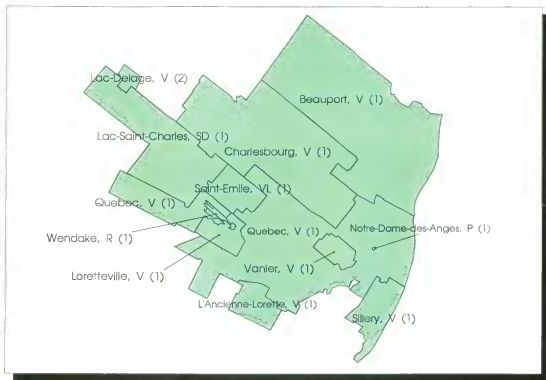 Lac-Delage, V (2)
Beauport, V (1)
Lac-Saint-Charles, SD (1)
Charlesbourg, V (1)
Saint-Emile, VL (1)
Quebec, V (1)
Quebec, V (1)
Notre-Dame-des-Anges, P (1)
Wendake, R (1)
Vanier, V (1)
Loretteville, V (1)
L'Ancienne-Lorette, V (1)
Sillery, V (1)